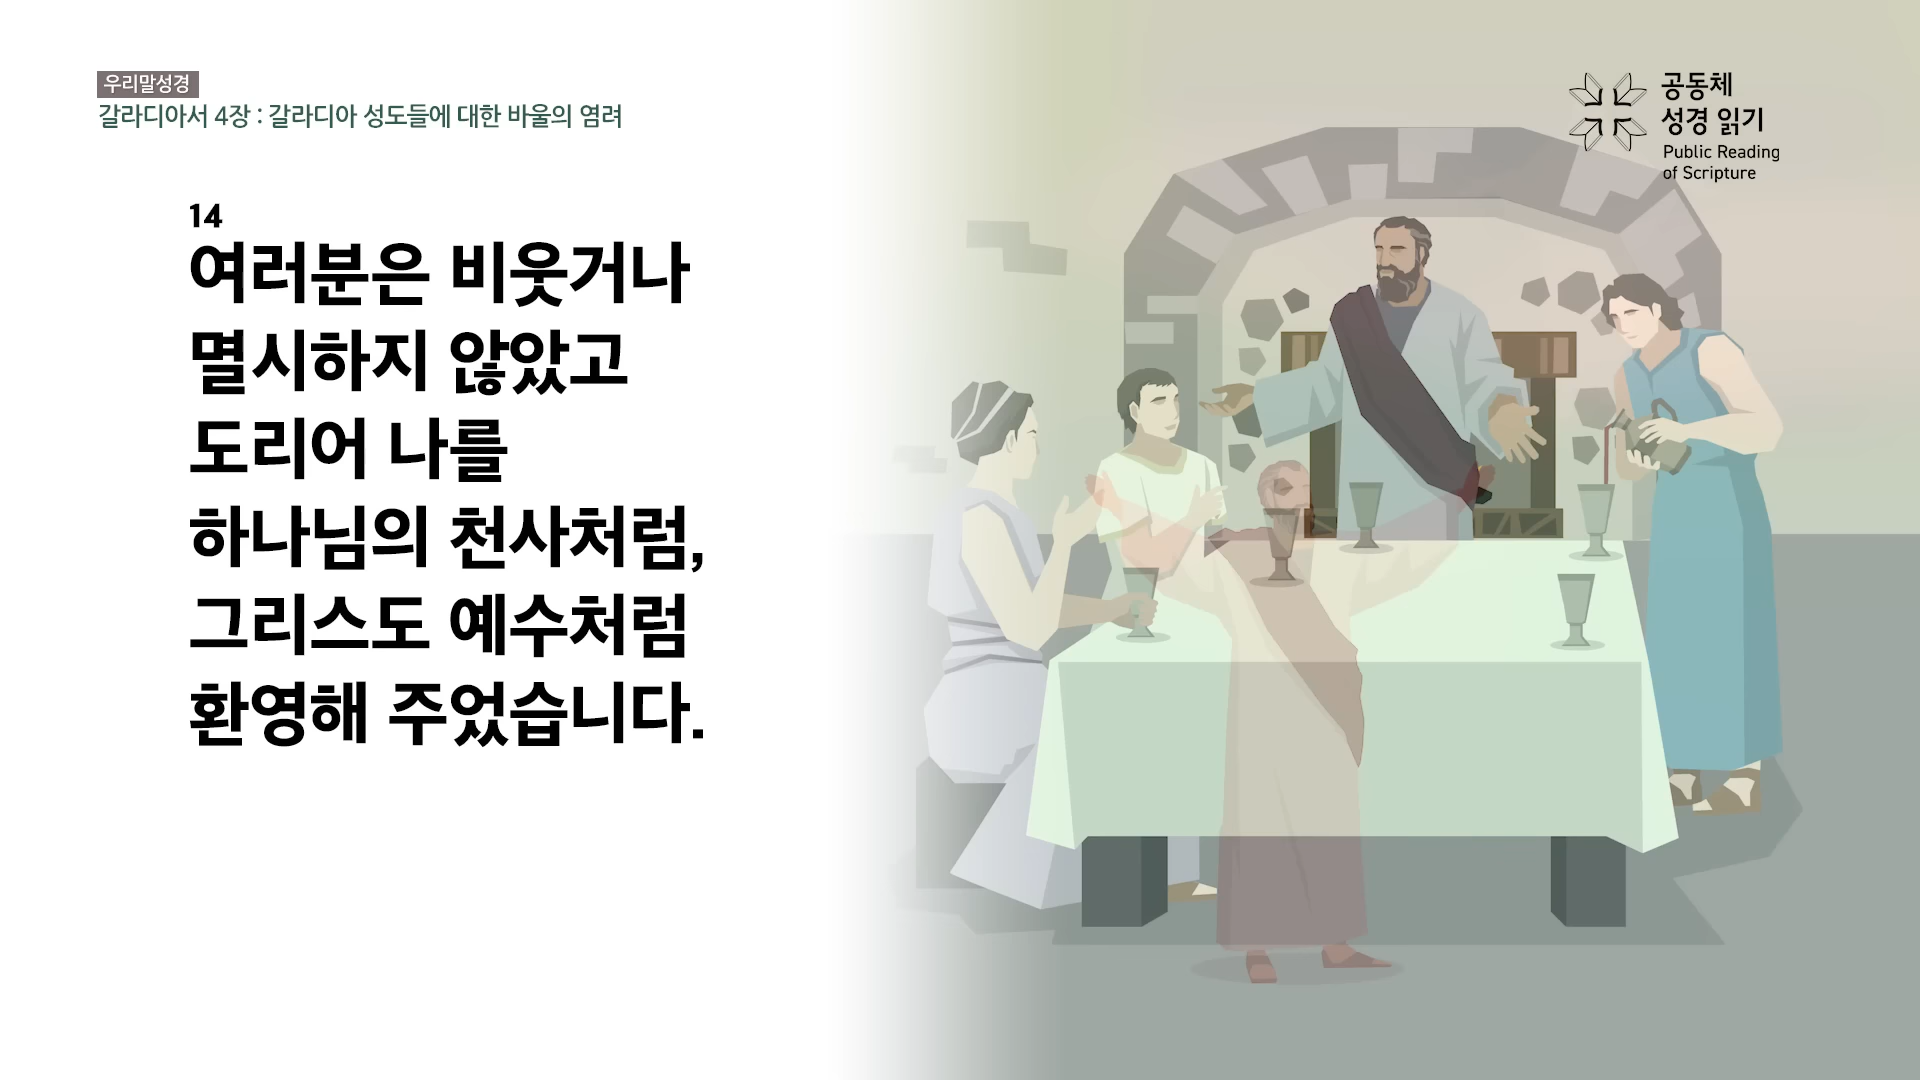 우리말성경
갈라디아서 4장 : 갈라디아 성도들에 대한 바울의 염려
공동체
성경 읽기
Public Reading
of Scripture
14
여러분은 비웃거나
멸시하지 않았고
도리어 나를
하나님의 천사처럼,
그리스도 예수처럼
환영해 주었습니다.